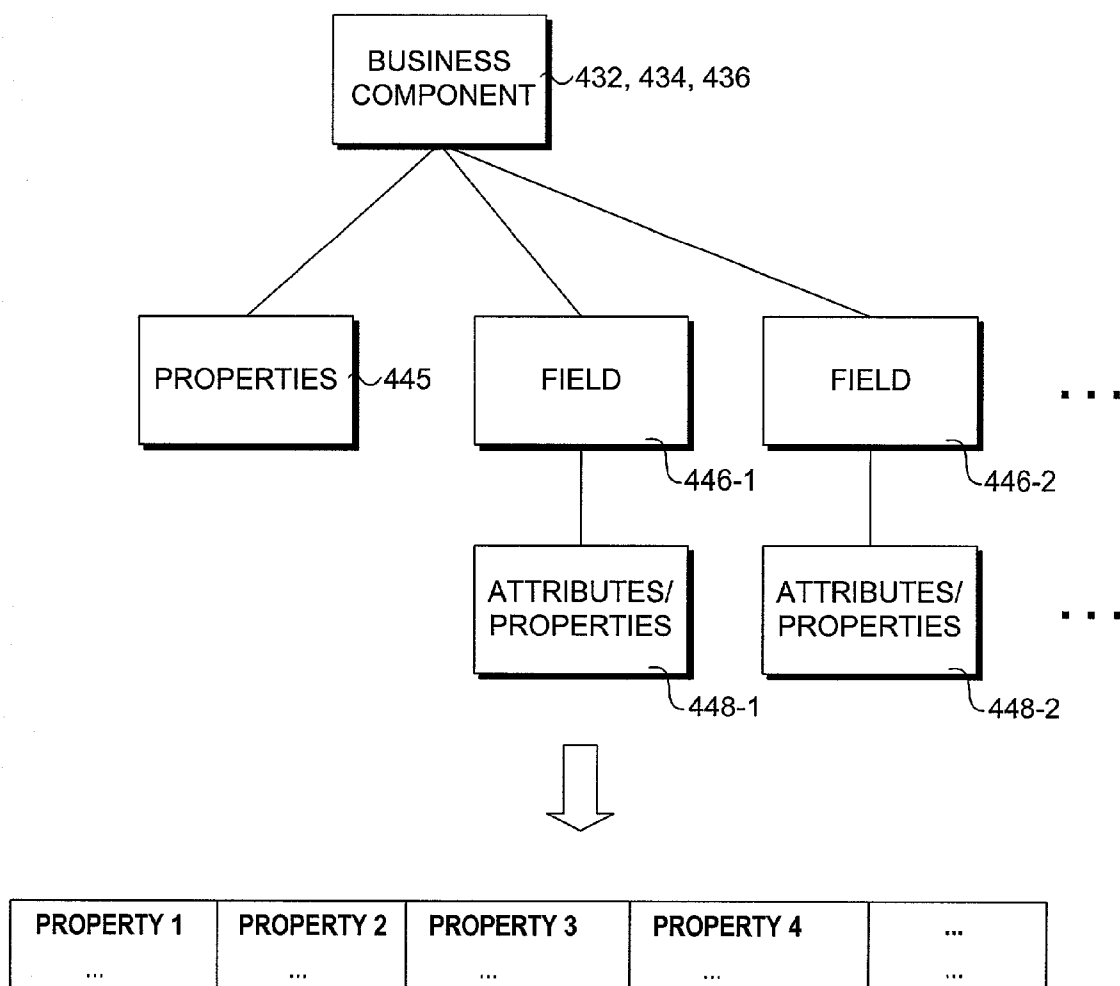 BUSINESS
COMPONENT
432, 434, 436
PROPERTIES
445
FIELD
FIELD
. . .
446-1
446-2
ATTRIBUTES/
PROPERTIES
ATTRIBUTES/
PROPERTIES
. . .
448-1
448-2
PROPERTY 1 PROPERTY 2 PROPERTY 3 PROPERTY 4 ...
... ... ... ... ...